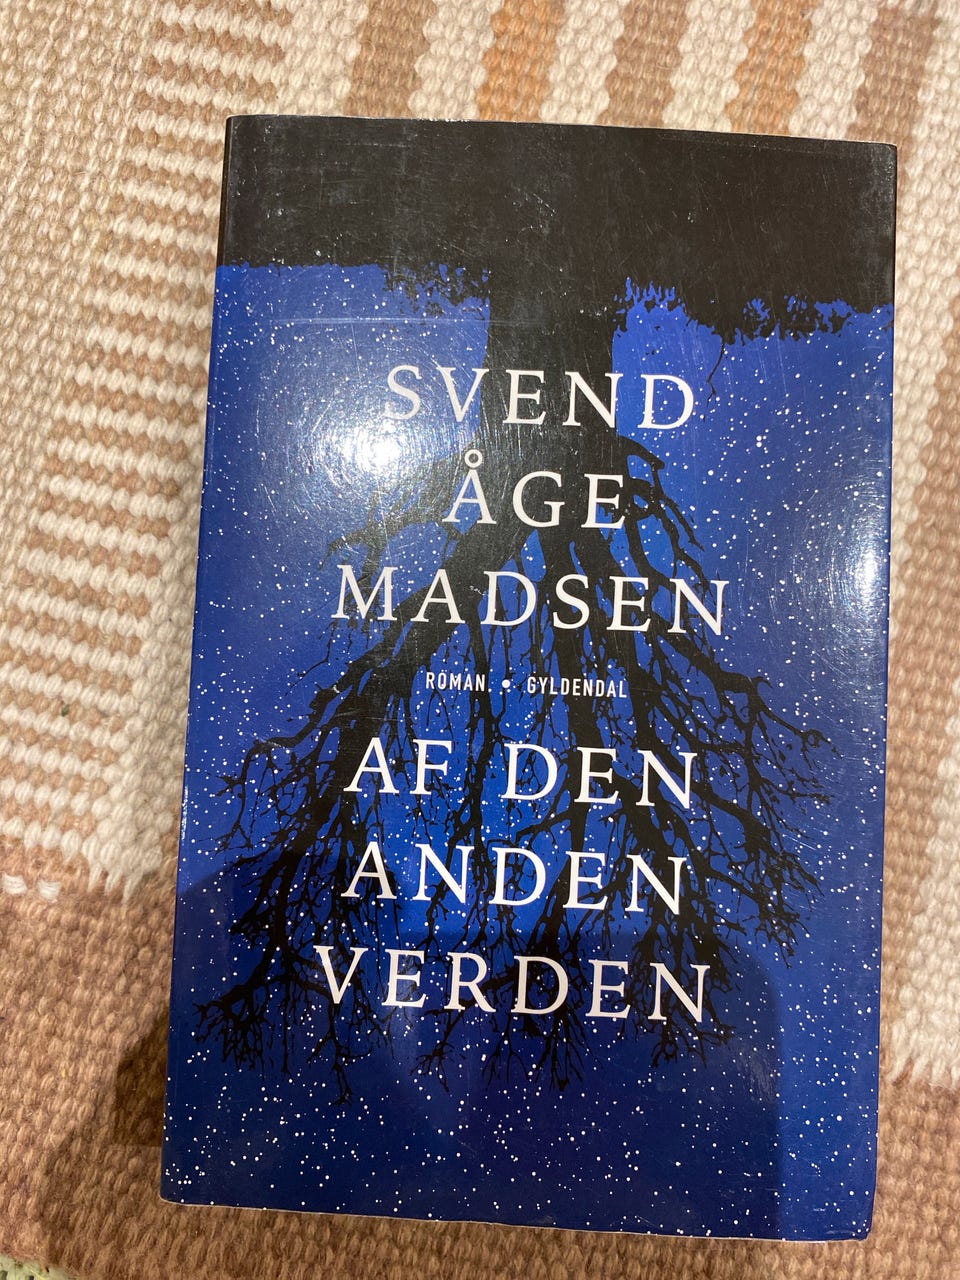 SVEND
ÅGE
MADSEN
ROMAN • GYLDENDAL
AF DEN
ANDEN
VERDEN